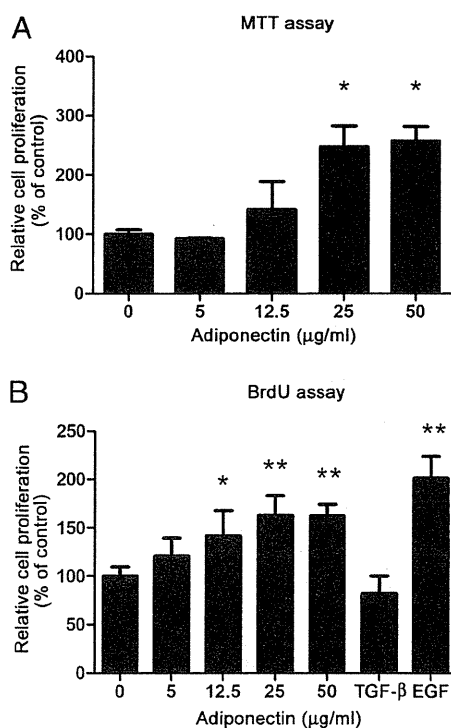 A
MTT assay
Relative cell proliferation
(% of control)
400
300
200
100
0
* *
0 5 12.5 25 50
Adiponectin (μg/ml)
B
BrdU assay
Relative cell proliferation
(% of control)
250
200
150
100
50
0
* ** ** **
0 5 12.5 25 50 TGF-β EGF
Adiponectin (μg/ml)